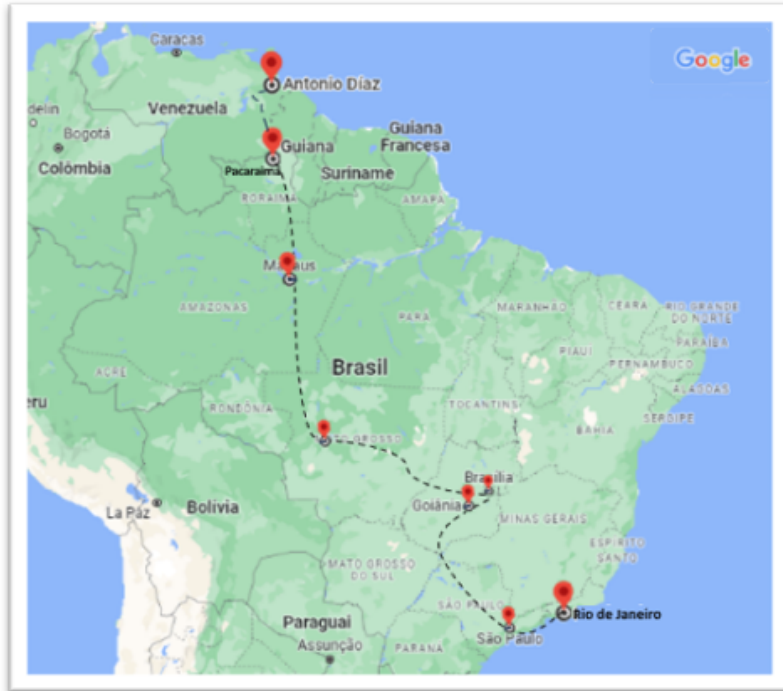 Caracas
Google
Antonio Díaz
Venezuela
Bogotá
Guiana
Guiana
Francesa
Colômbia
Pacaraima
Suriname
RORAIMA
AMAPÁ
AMAZONAS
PARÁ
MARANHÃO
CEARÁ
RIO GRANDE
DO NORTE
PARAÍBA
Brasil
PIAUÍ
PERNAMBUCO
ACRE
ALAGOAS
RONDÔNIA
TOCANTINS
SERGIPE
BAHIA
Brasília
Goiânia
La Paz
Bolívia
MINAS GERAIS
ESPÍRITO
SANTO
MATO GROSSO
DO SUL
SÃO PAULO
Rio de Janeiro
Paraguai
São Paulo
Assunção
PARANÁ